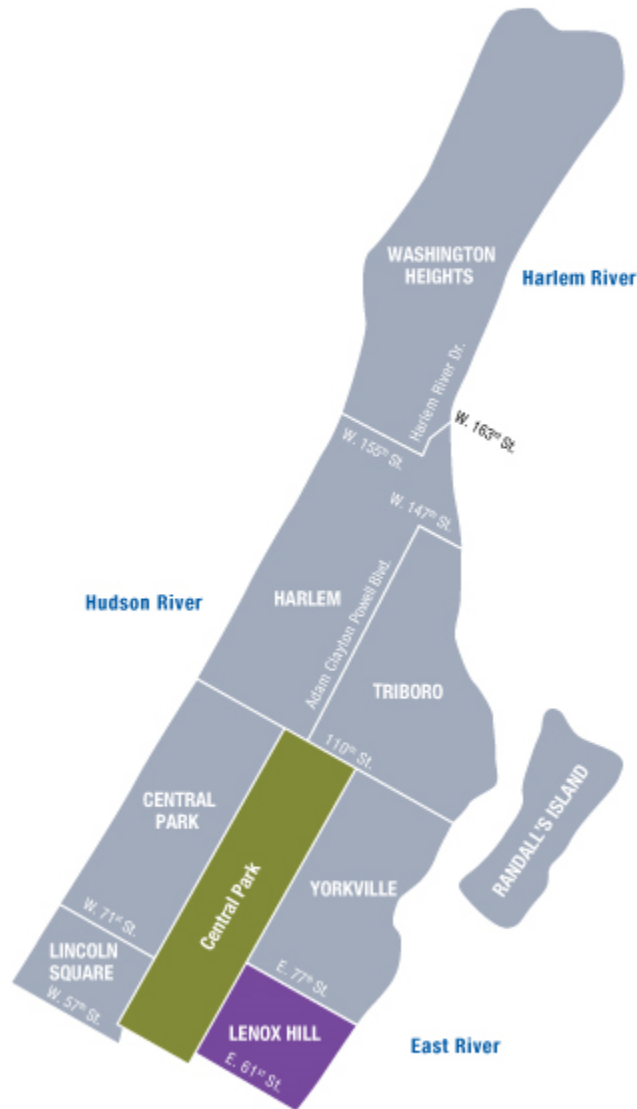 WASHINGTON
HEIGHTS
Harlem River
Harlem River Dr.
W. 163rd St.
W. 155th St.
W. 147th St.
Hudson River
HARLEM
Adam Clayton Powell Blvd.
TRIBORO
110th St.
CENTRAL
PARK
Central Park
RANDALL'S ISLAND
YORKVILLE
W. 71st St.
LINCOLN
SQUARE
E. 77th St.
W. 57th St.
LENOX HILL
E. 61st St.
East River